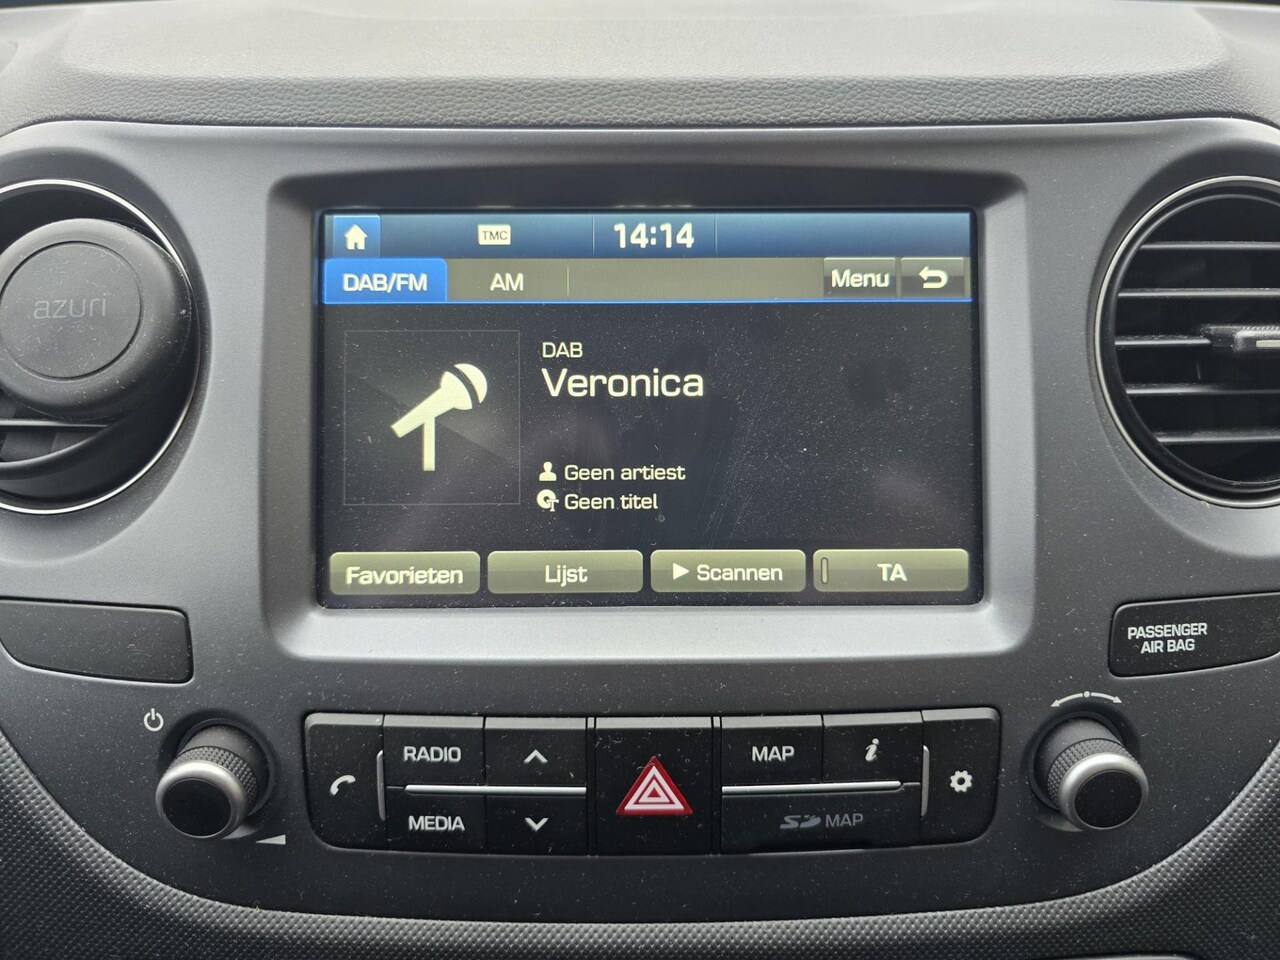 TMC
14:14
DAB/FM
AM
Menu
azuri
DAB
Veronica
Geen artiest
Geen titel
Favorieten
Lijst
Scannen
TA
PASSENGER
AIR BAG
RADIO
MAP
i
MEDIA
SD MAP